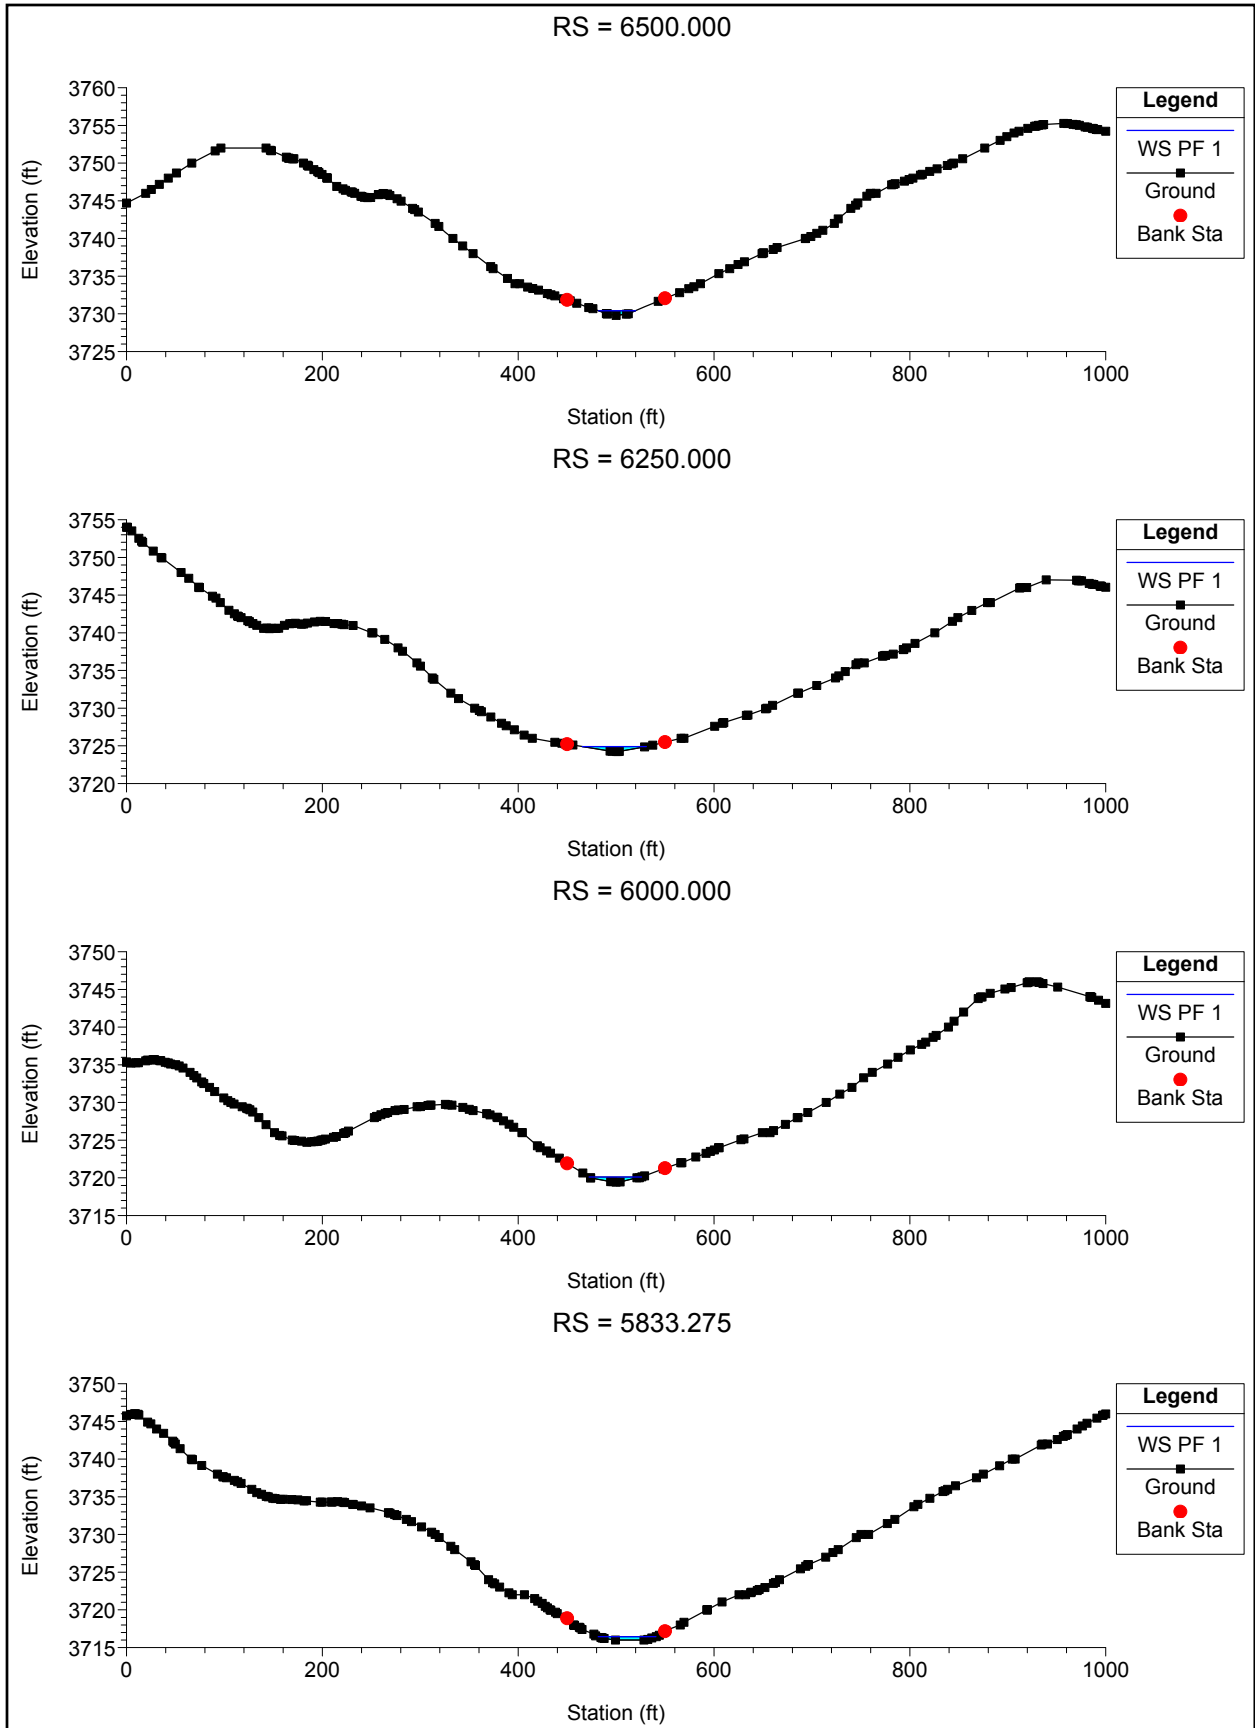 RS = 6500.000
3760
3755
3750
3745
3740
3735
3730
3725
Elevation (ft)
0 200 400 600 800 1000
Station (ft)
Legend
WS PF 1
Ground
Bank Sta
RS = 6250.000
3755
3750
3745
3740
3735
3730
3725
3720
Elevation (ft)
0 200 400 600 800 1000
Station (ft)
Legend
WS PF 1
Ground
Bank Sta
RS = 6000.000
3750
3745
3740
3735
3730
3725
3720
3715
Elevation (ft)
0 200 400 600 800 1000
Station (ft)
Legend
WS PF 1
Ground
Bank Sta
RS = 5833.275
3750
3745
3740
3735
3730
3725
3720
3715
Elevation (ft)
0 200 400 600 800 1000
Station (ft)
Legend
WS PF 1
Ground
Bank Sta